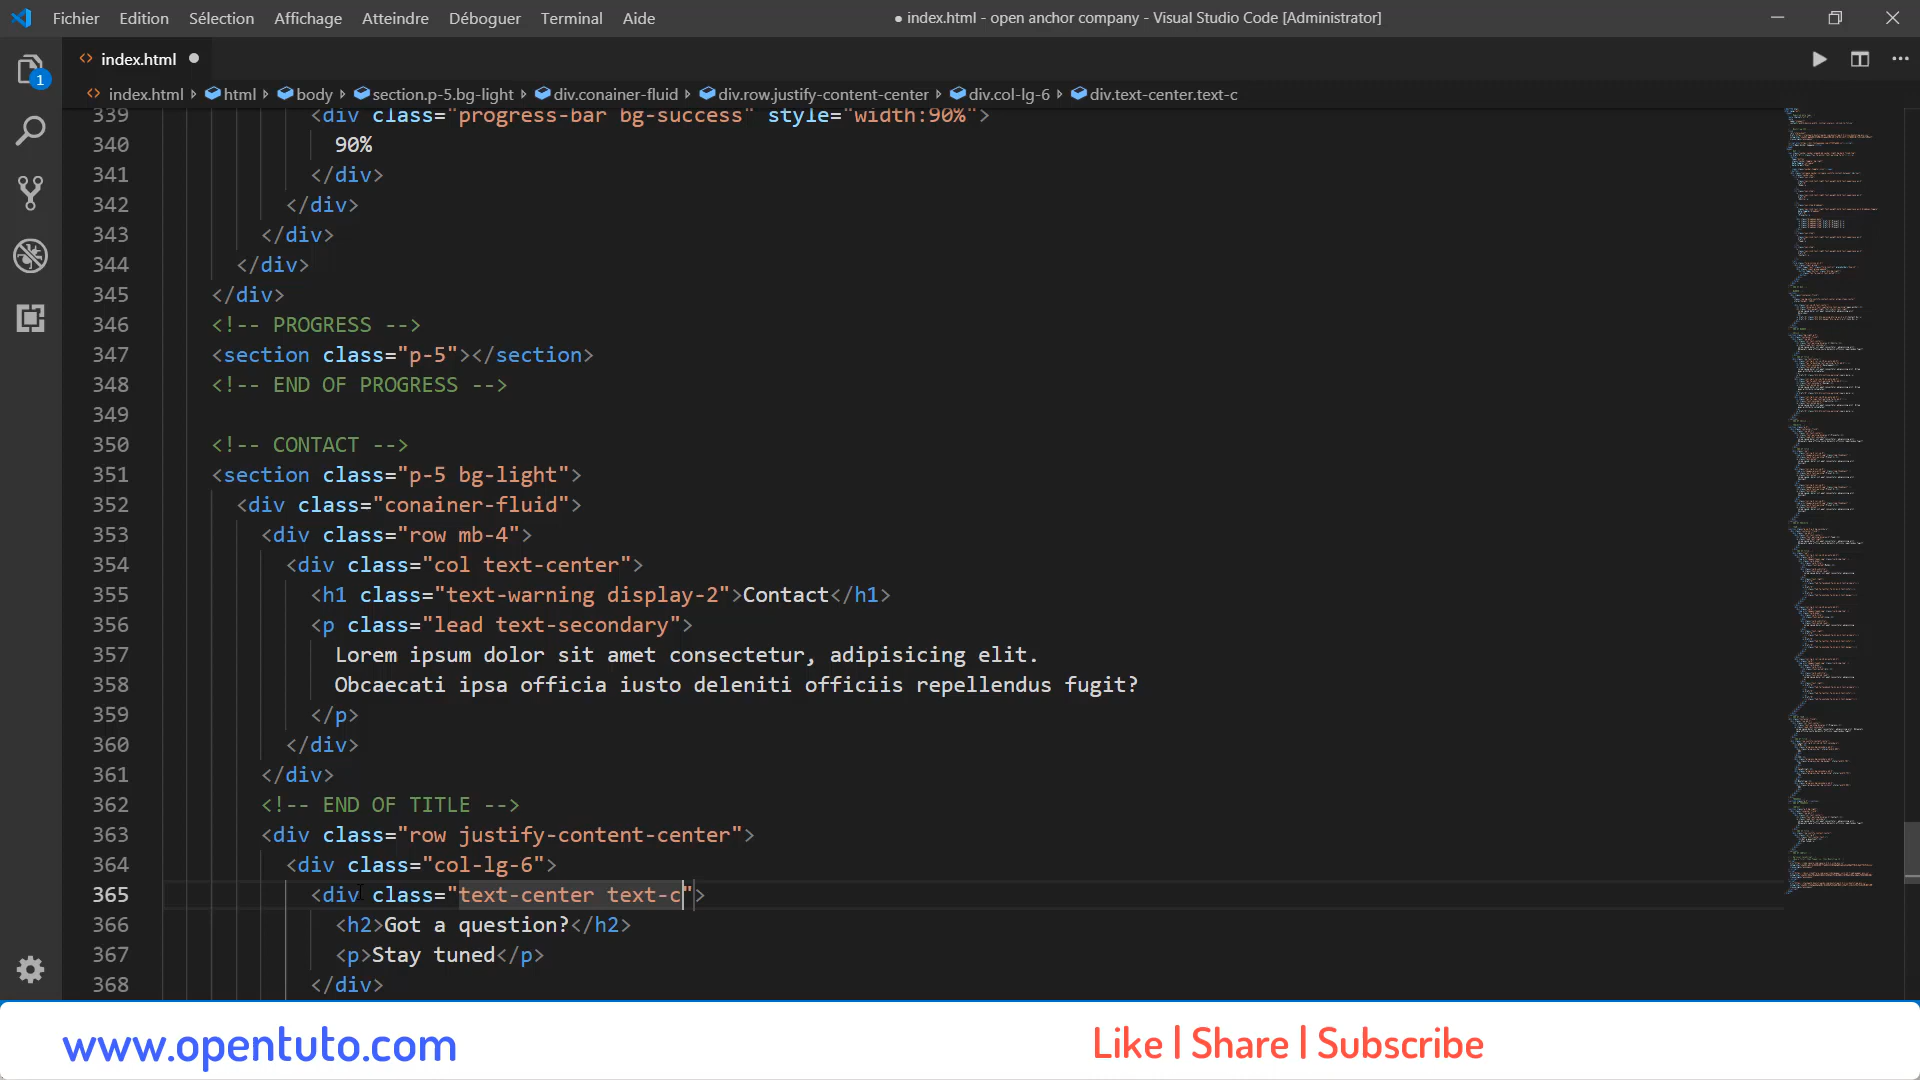 Fichier Edition Sélection Affichage Atteindre Déboguer Terminal Aide ● index.html - open anchor company - Visual Studio Code [Administrator]
index.html
1
index.html html body section.p-5.bg-light div.conainer-fluid div.row.justify-content-center div.col-lg-6 div.text-center.text-c
339 <div class="progress-bar bg-success" style="width:90%">
340 90%
341 </div>
342 </div>
343 </div>
344 </div>
345 </div>
346 <!-- PROGRESS -->
347 <section class="p-5"></section>
348 <!-- END OF PROGRESS -->
349
350 <!-- CONTACT -->
351 <section class="p-5 bg-light">
352 <div class="conainer-fluid">
353 <div class="row mb-4">
354 <div class="col text-center">
355 <h1 class="text-warning display-2">Contact</h1>
356 <p class="lead text-secondary">
357 Lorem ipsum dolor sit amet consectetur, adipisicing elit.
358 Obcaecati ipsa officia iusto deleniti officiis repellendus fugit?
359 </p>
360 </div>
361 </div>
362 <!-- END OF TITLE -->
363 <div class="row justify-content-center">
364 <div class="col-lg-6">
365 <div class="text-center text-c">
366 <h2>Got a question?</h2>
367 <p>Stay tuned</p>
368 </div>
www.opentuto.com Like | Share | Subscribe